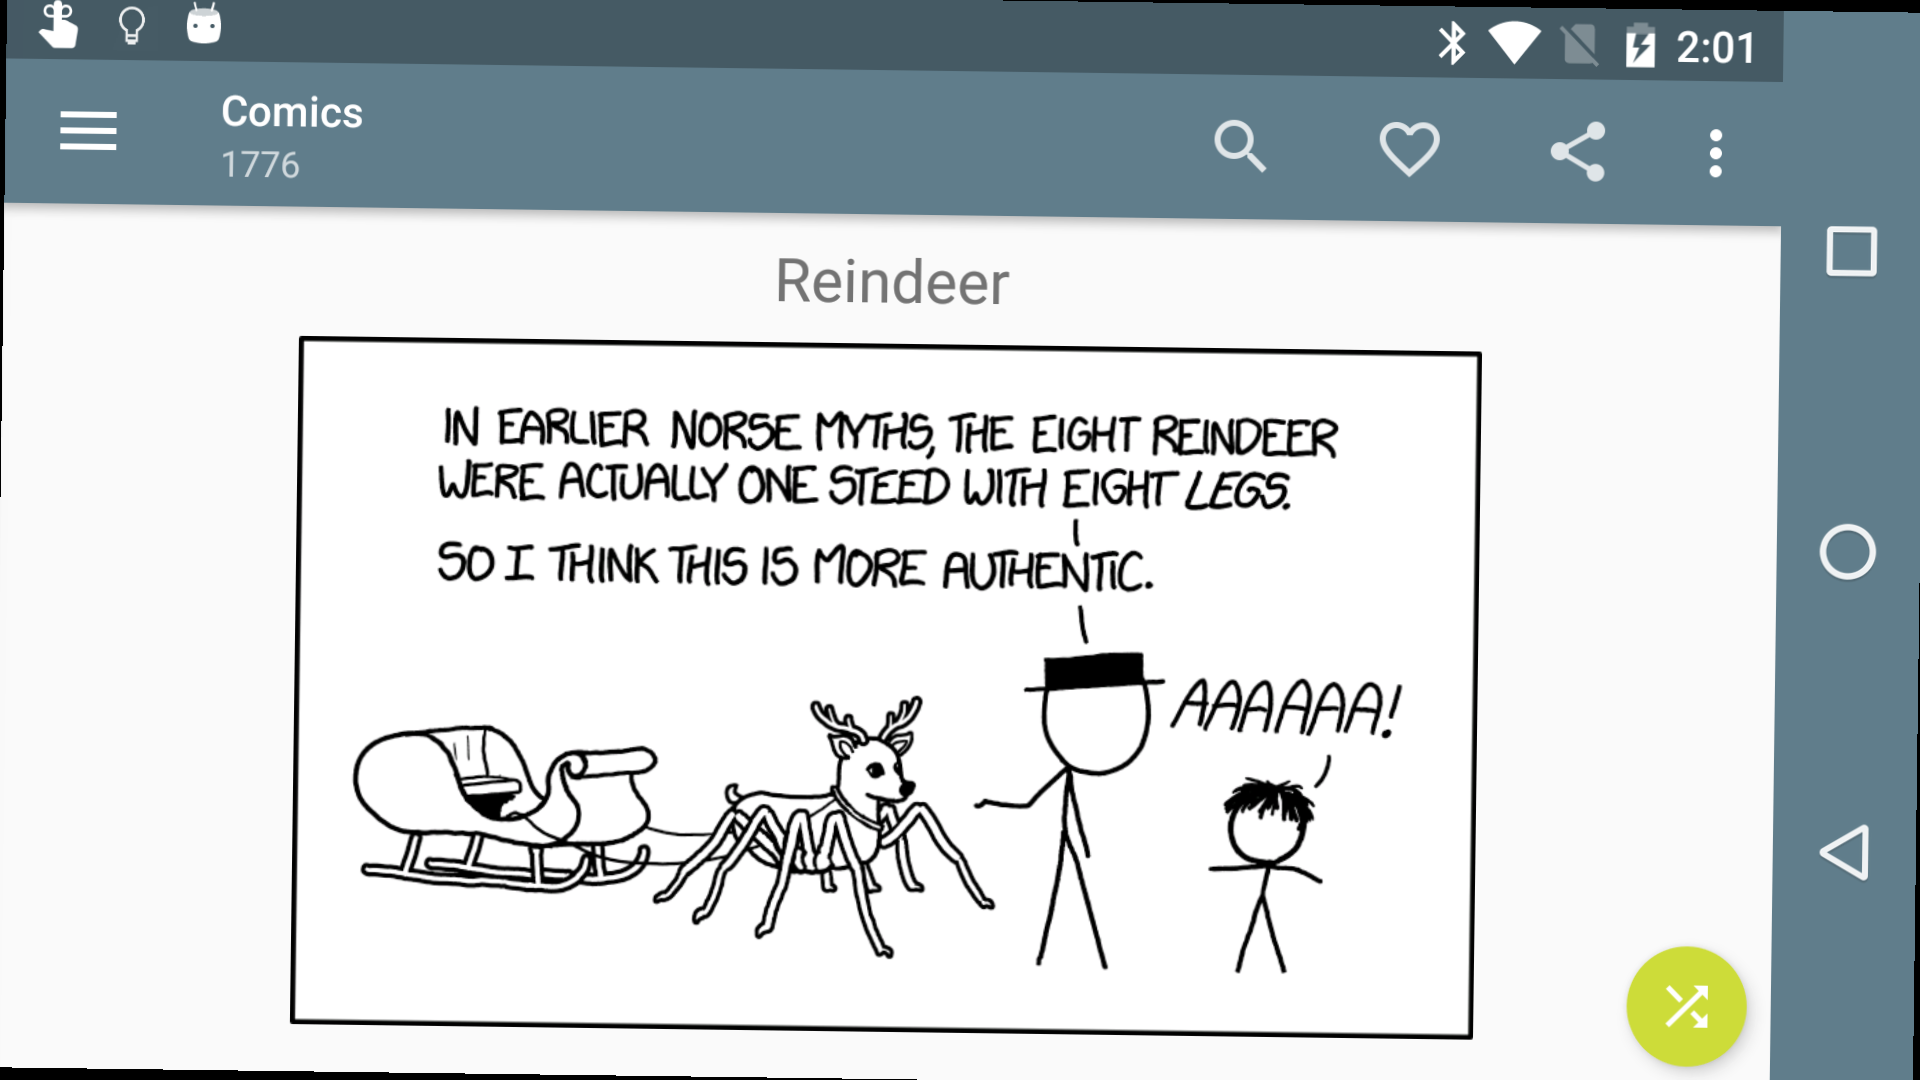 2:01
Comics
1776
Reindeer
IN EARLIER NORSE MYTHS, THE EIGHT REINDEER
WERE ACTUALLY ONE STEED WITH EIGHT LEGS.
SO I THINK THIS IS MORE AUTHENTIC.
AAAAAA!